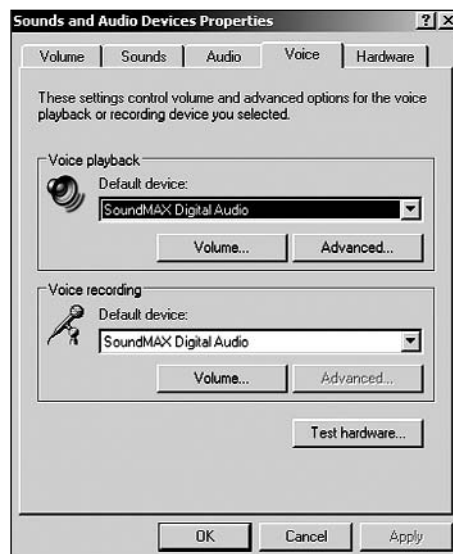 Sounds and Audio Devices Properties
Volume
Sounds
Audio
Voice
Hardware
These settings control volume and advanced options for the voice
playback or recording device you selected.
Voice playback
Default device:
SoundMAX Digital Audio
Volume...
Advanced...
Voice recording
Default device:
SoundMAX Digital Audio
Volume...
Advanced...
Test hardware...
OK
Cancel
Apply